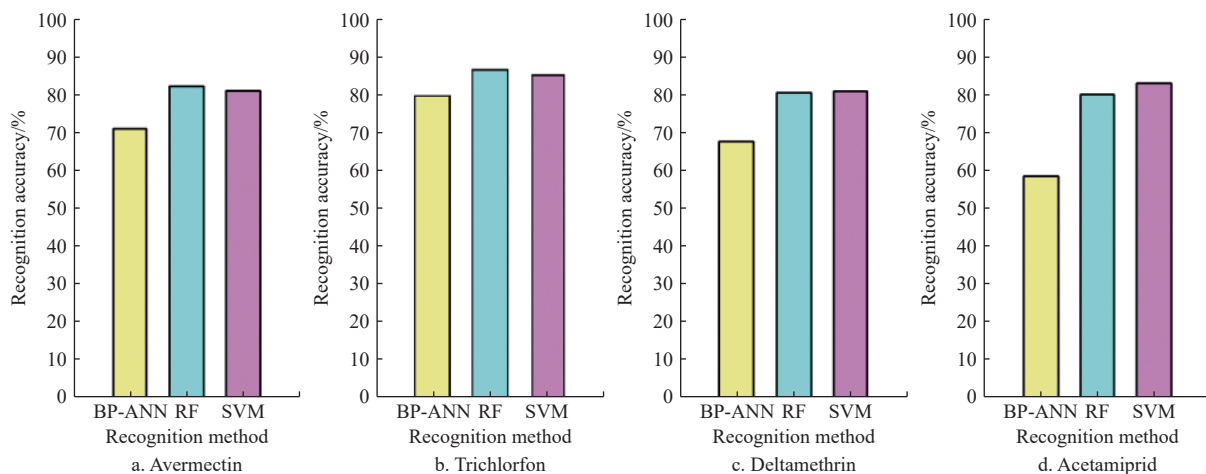 Recognition accuracy/%
100
90
80
70
60
50
40
30
20
10
0
BP-ANN RF SVM
Recognition method
a. Avermectin
Recognition accuracy/%
100
90
80
70
60
50
40
30
20
10
0
BP-ANN RF SVM
Recognition method
b. Trichlorfon
Recognition accuracy/%
100
90
80
70
60
50
40
30
20
10
0
BP-ANN RF SVM
Recognition method
c. Deltamethrin
Recognition accuracy/%
100
90
80
70
60
50
40
30
20
10
0
BP-ANN RF SVM
Recognition method
d. Acetamiprid